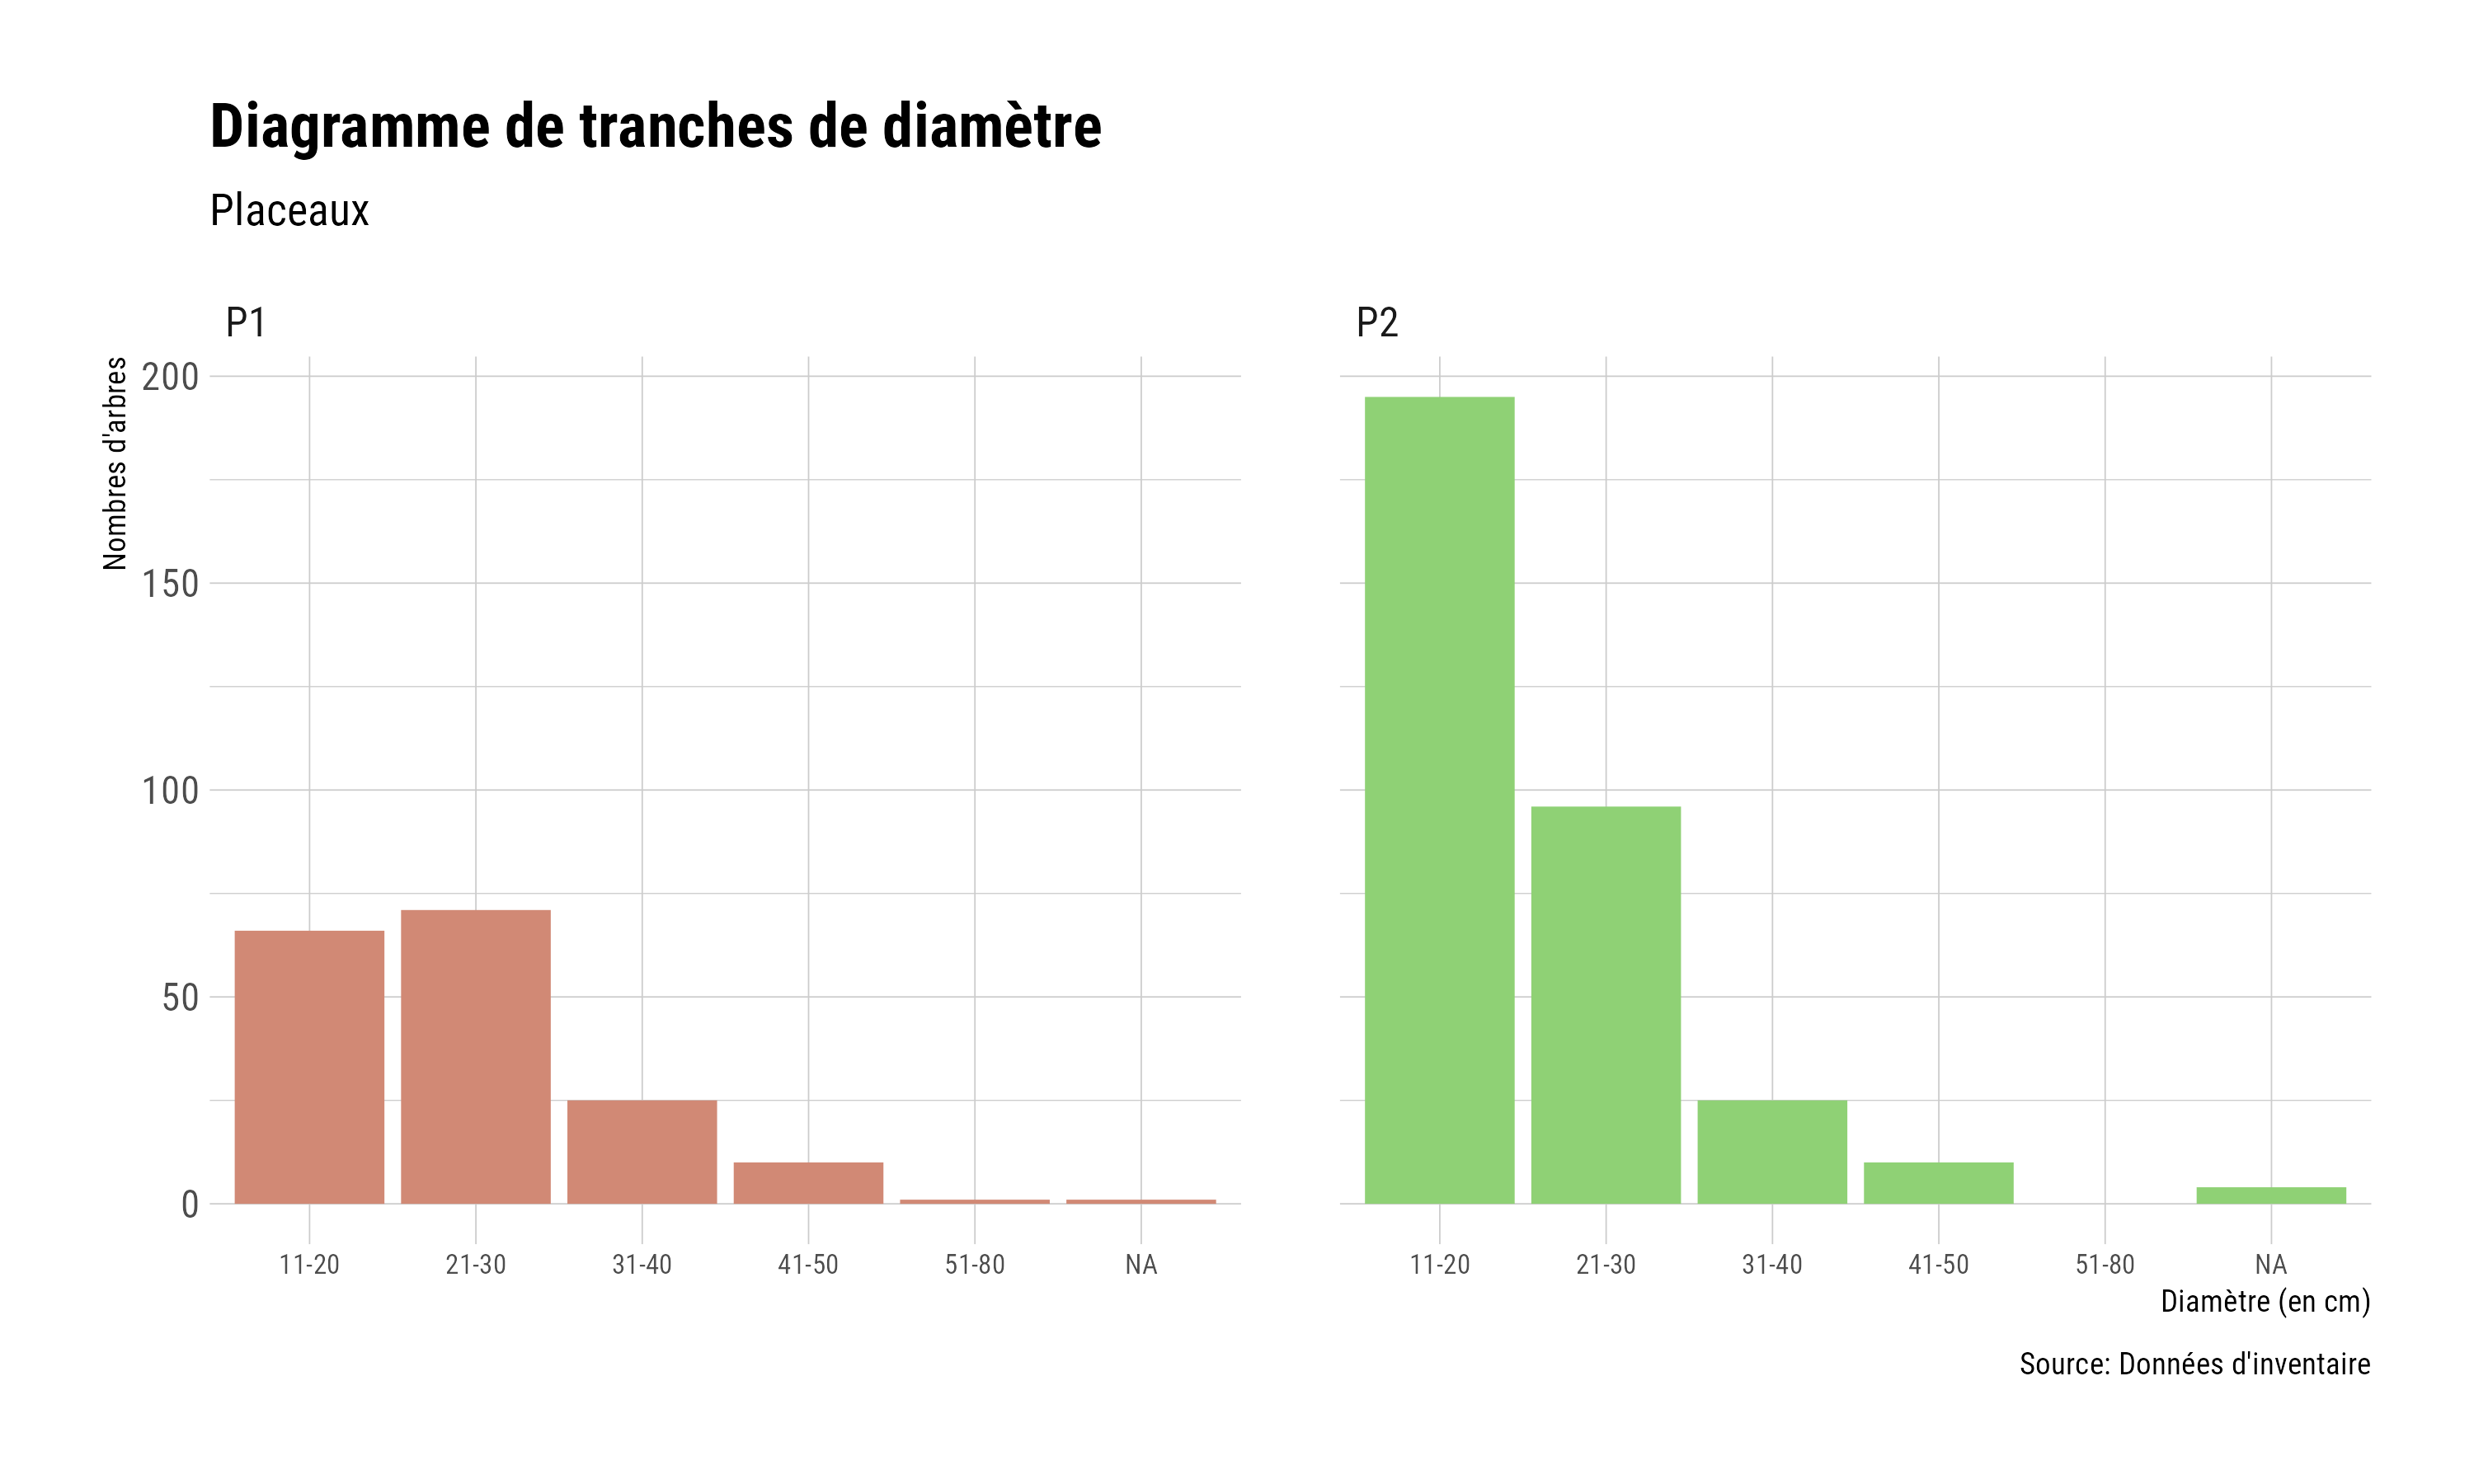 Diagramme de tranches de diamètre
Placeaux
P1
P2
Nombres d'arbres
200
150
100
50
0
11-20 21-30 31-40 41-50 51-80 NA
11-20 21-30 31-40 41-50 51-80 NA
Diamètre (en cm)
Source: Données d'inventaire